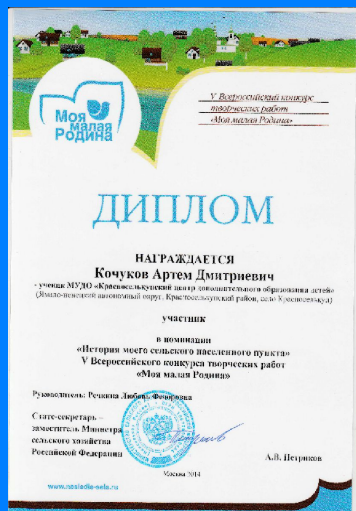 Моя
малая
Родина
V Всероссийский конкурс
творческих работ
«Моя малая Родина»
ДИПЛОМ
НАГРАЖДАЕТСЯ
Кочуков Артем Дмитриевич
- ученик МУДО «Красноселькупский центр дополнительного образования детей»
(Ямало-ненецкий автономный округ, Красноселькупский район, село Красноселькуп)
участник
в номинации
«История моего сельского населенного пункта»
V Всероссийского конкурса творческих работ
«Моя малая Родина»
Руководитель: Речкина Любовь Федоровна
Статс-секретарь –
заместитель Министра
сельского хозяйства
Российской Федерации
А.В. Петриков
Москва 2014
www.nasledie-sela.ru